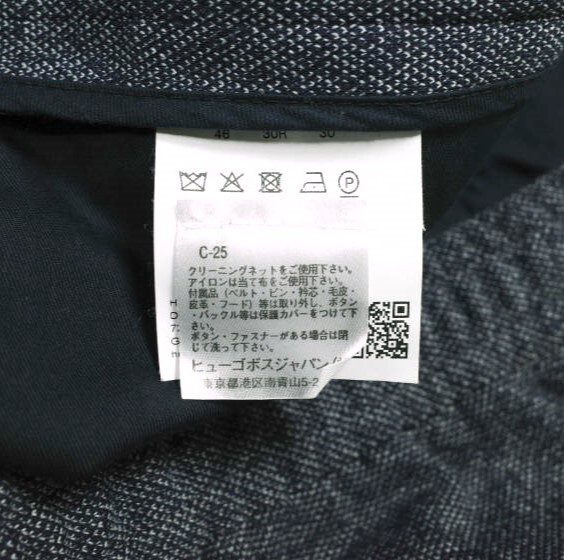 46 30R 30
P
C-25
クリーニングネットをご使用下さい。
アイロンは当て布をご使用下さい。
付属品（ベルト・ピン・衿芯・毛皮・
皮革・フード）等は取り外し、ボタン
・バックル等は保護カバーをつけて下
さい。
ボタン・ファスナーがある場合は閉
じて洗って下さい。
ヒューゴボスジャパン
東京都港区南青山5-2
H
D
7
G